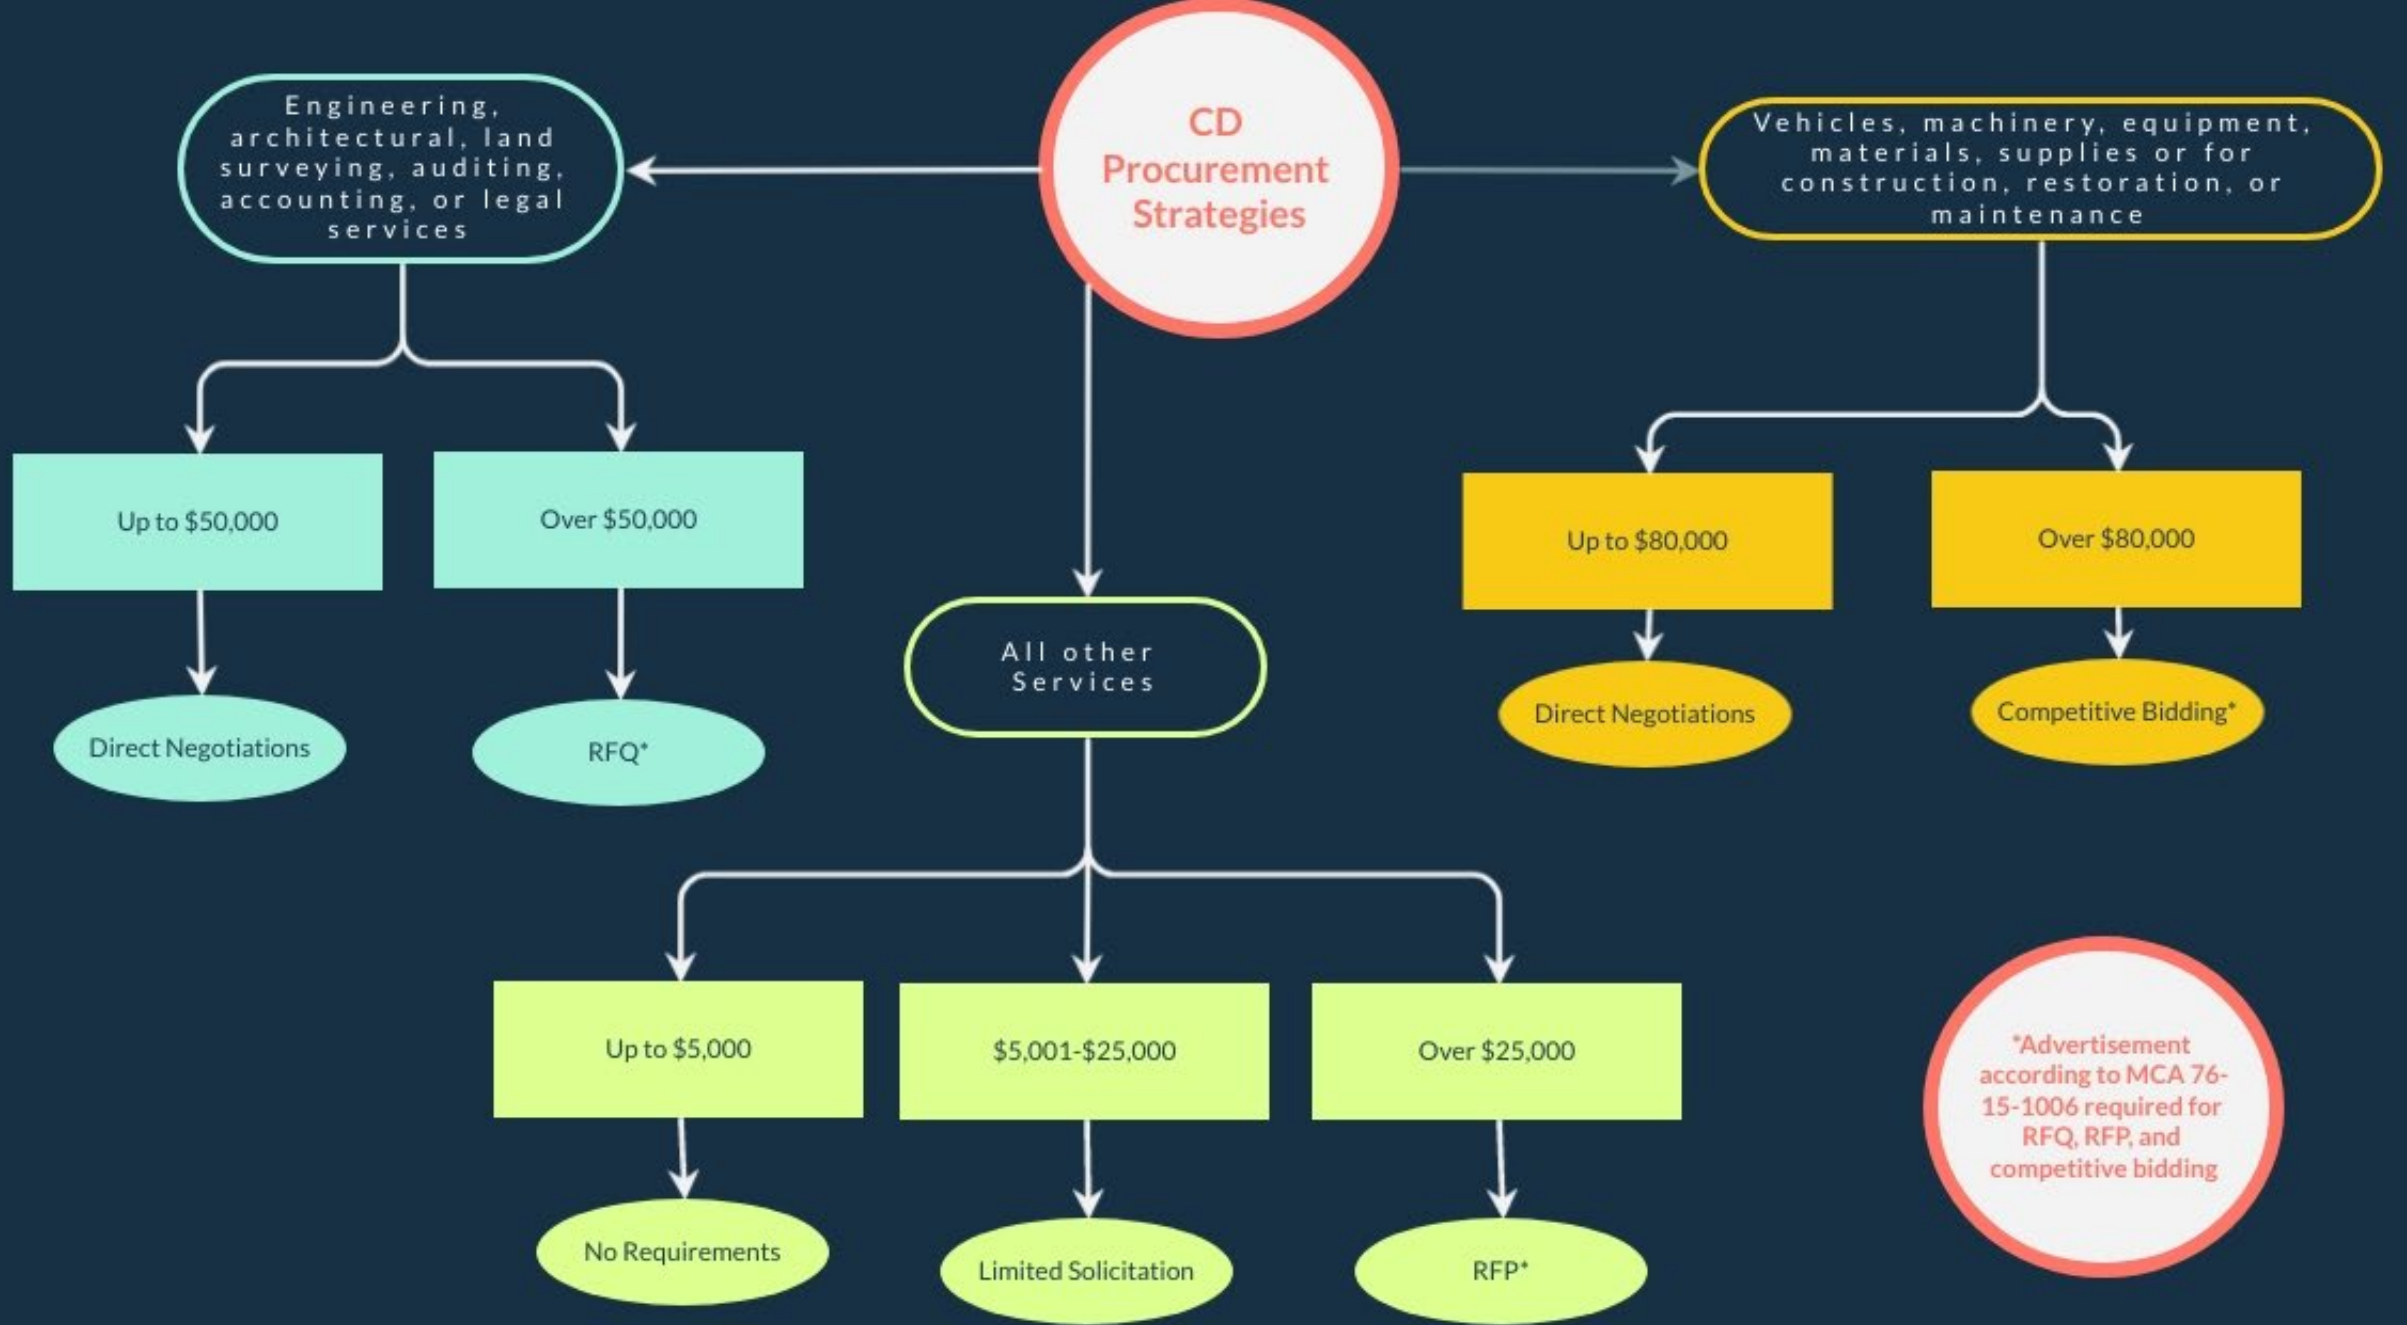 CD
Procurement
Strategies
Engineering,
architectural, land
surveying, auditing,
accounting, or legal
services
Vehicles, machinery, equipment,
materials, supplies or for
construction, restoration, or
maintenance
Up to $50,000
Over $50,000
Direct Negotiations
RFQ*
Up to $80,000
Over $80,000
Direct Negotiations
Competitive Bidding*
All other
Services
Up to $5,000
$5,001-$25,000
Over $25,000
No Requirements
Limited Solicitation
RFP*
*Advertisement
according to MCA 76-
15-1006 required for
RFQ, RFP, and
competitive bidding